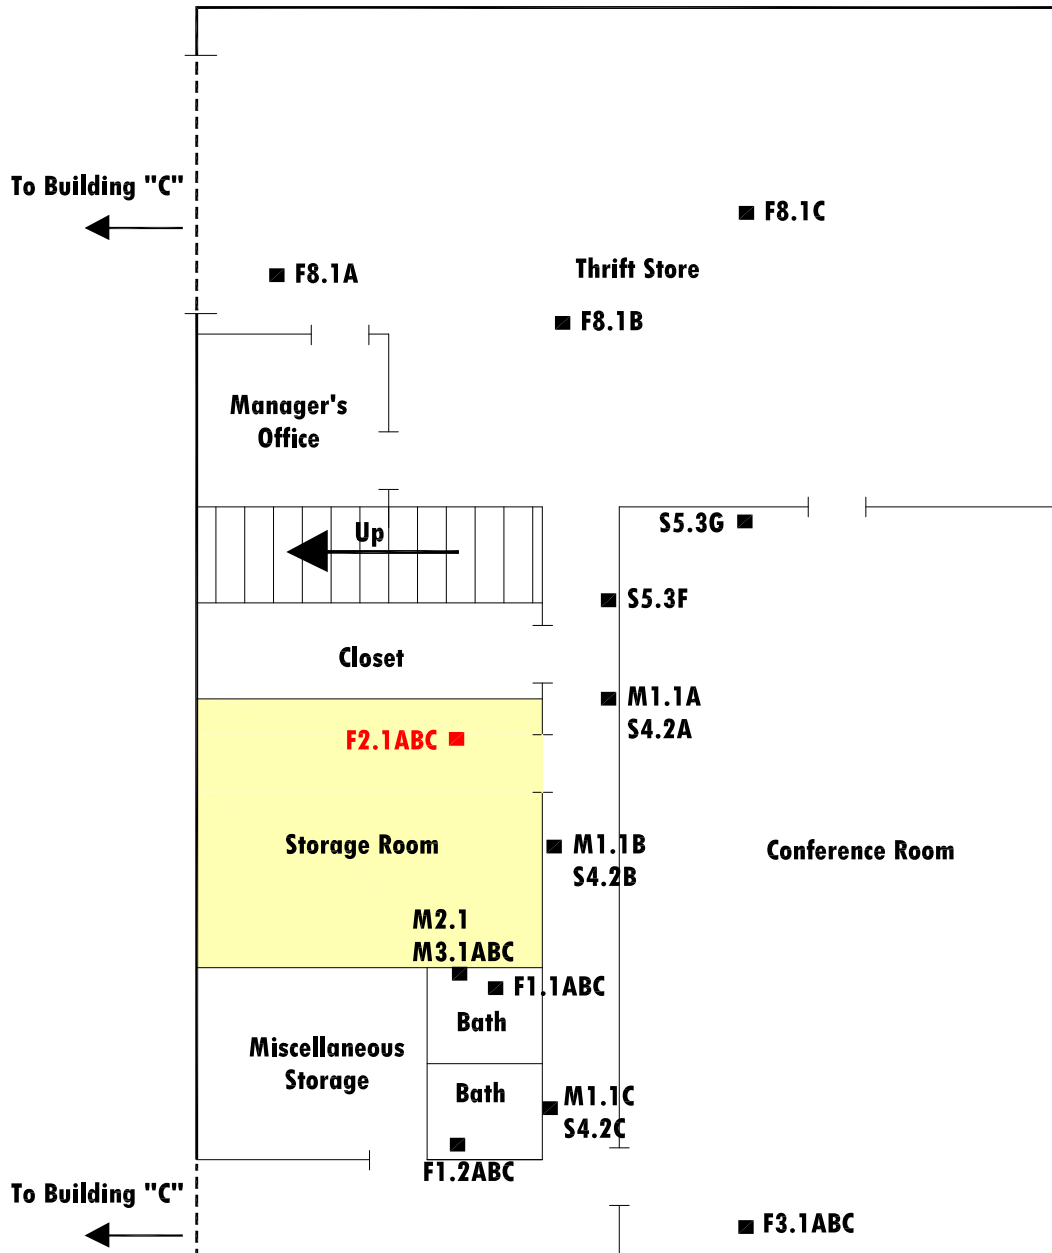 To Building "C"
F8.1C
Thrift Store
F8.1A
F8.1B
Manager's
Office
Up
S5.3G
S5.3F
Closet
M1.1A
S4.2A
F2.1ABC
Storage Room
M1.1B
S4.2B
Conference Room
M2.1
M3.1ABC
F1.1ABC
Bath
Miscellaneous
Storage
Bath
M1.1C
S4.2C
F1.2ABC
To Building "C"
F3.1ABC